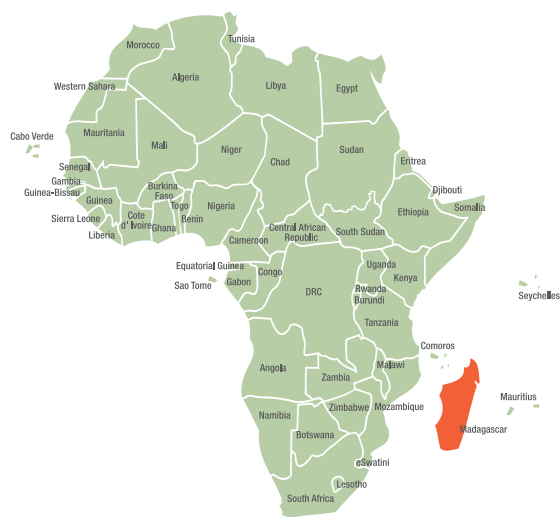 Tunisia
Morocco
Algeria
Libya
Egypt
Western Sahara
Mauritania
Mali
Niger
Chad
Sudan
Eritrea
Cabo Verde
Senegal
Gambia
Guinea-Bissau
Guinea
Sierra Leone
Liberia
Cote
d' Ivoire
Burkina
Faso
Ghana
Togo
Benin
Nigeria
Cameroon
Central African
Republic
South Sudan
Ethiopia
Djibouti
Somalia
Equatorial Guinea
Sao Tome
Gabon
Congo
DRC
Uganda
Kenya
Rwanda
Burundi
Tanzania
Seychelles
Comoros
Angola
Zambia
Malawi
Mozambique
Zimbabwe
Namibia
Botswana
Mauritius
Madagascar
eSwatini
Lesotho
South Africa